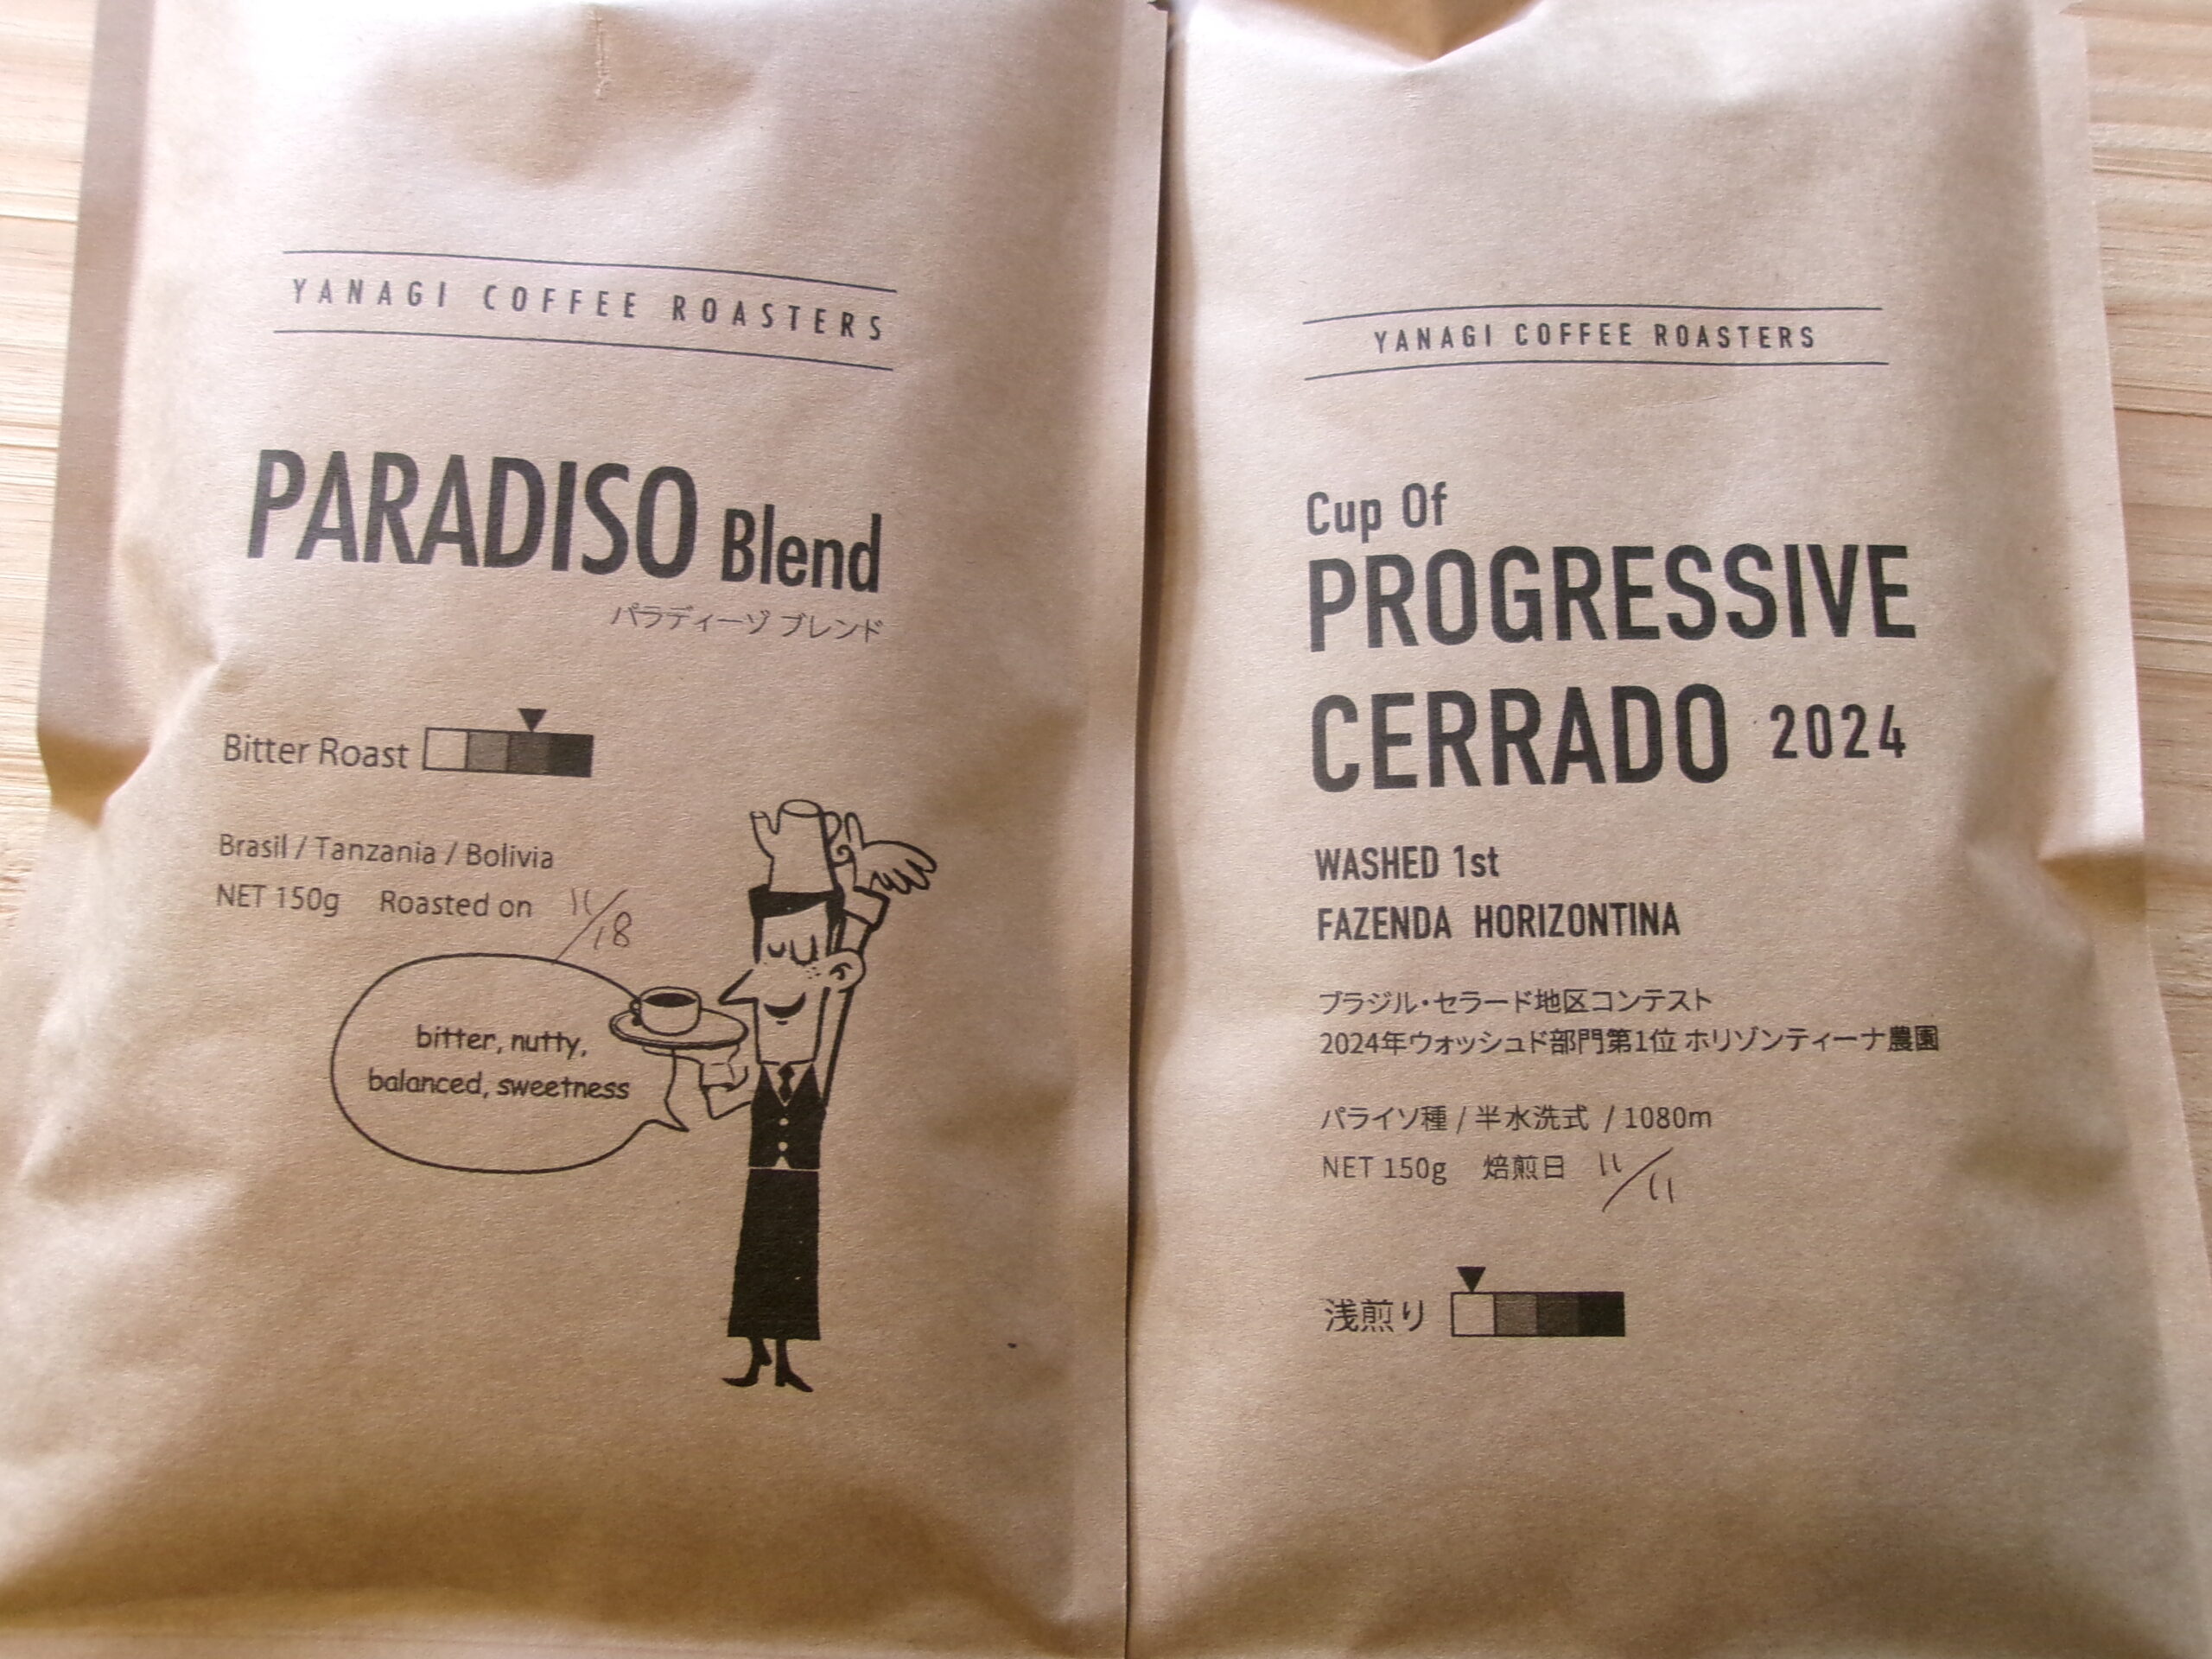 YANAGI COFFEE ROASTERS
PARADISO Blend
パラディーゾ ブレンド
Bitter Roast
Brasil / Tanzania / Bolivia
NET 150g Roasted on 11/18
bitter, nutty,
balanced, sweetness
YANAGI COFFEE ROASTERS
Cup Of
PROGRESSIVE
CERRADO 2024
WASHED 1st
FAZENDA HORIZONTINA
ブラジル・セラード地区コンテスト
2024年ウォッシュド部門第1位 ホリゾンティーナ農園
パライソ種 / 半水洗式 / 1080m
NET 150g 焙煎日 11/11
浅煎り